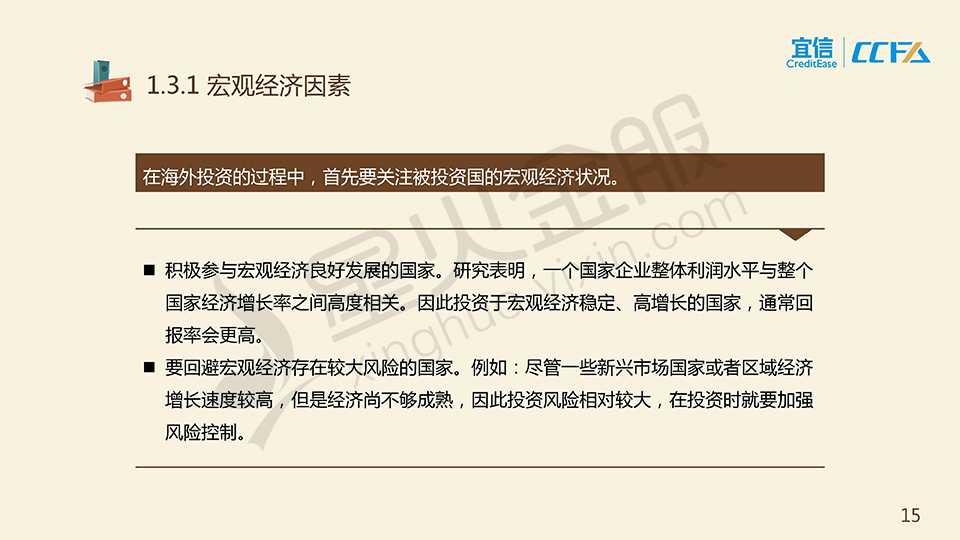 宜信
CreditEase
CCFA
1.3.1 宏观经济因素
在海外投资的过程中，首先要关注被投资国的宏观经济状况。
■ 积极参与宏观经济良好发展的国家。研究表明，一个国家企业整体利润水平与整个
国家经济增长率之间高度相关。因此投资于宏观经济稳定、高增长的国家，通常回
报率会更高。
■ 要回避宏观经济存在较大风险的国家。例如：尽管一些新兴市场国家或者区域经济
增长速度较高，但是经济尚不够成熟，因此投资风险相对较大，在投资时就要加强
风险控制。
星火金服
xinghuo.yixin.com
15